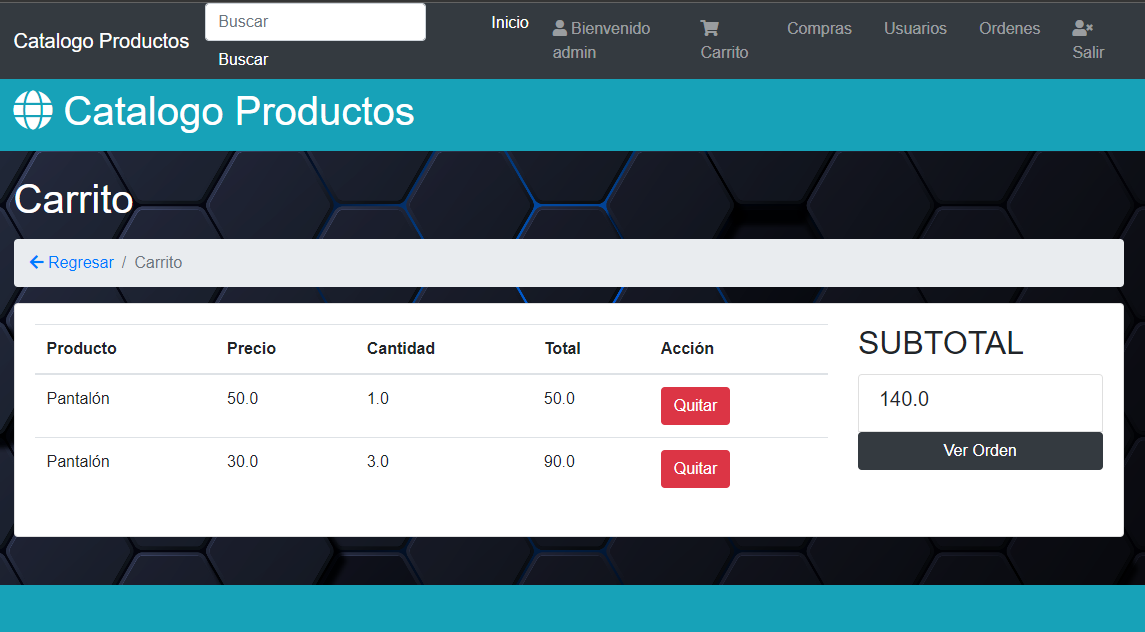 Catalogo Productos
Buscar
Buscar
Inicio
Bienvenido
admin
Carrito
Compras
Usuarios
Ordenes
Salir
Catalogo Productos
Carrito
Regresar / Carrito
Producto Precio Cantidad Total Acción
Pantalón 50.0 1.0 50.0 Quitar
Pantalón 30.0 3.0 90.0 Quitar
SUBTOTAL
140.0
Ver Orden